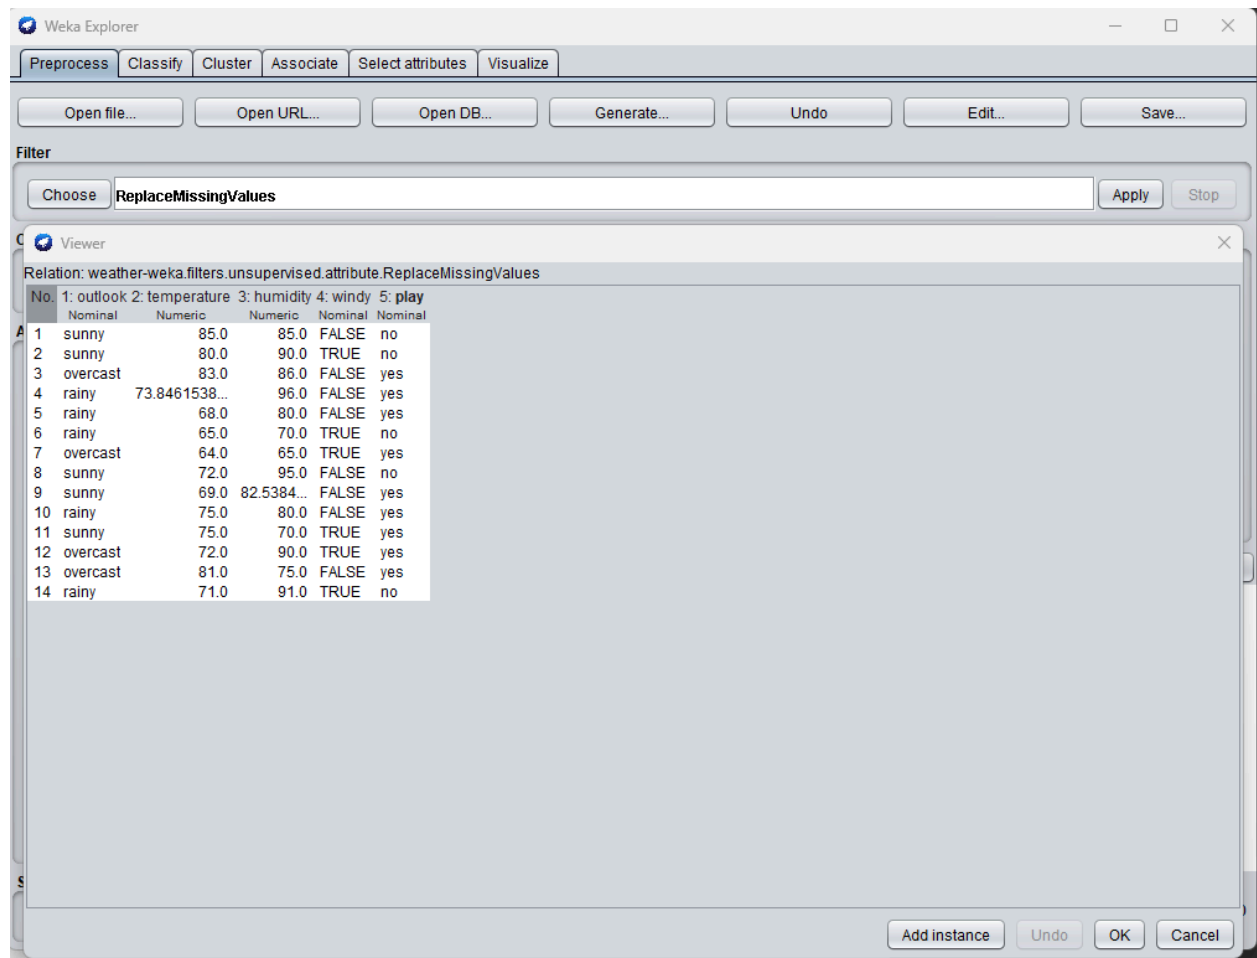 Weka Explorer
Preprocess Classify Cluster Associate Select attributes Visualize
Open file... Open URL... Open DB... Generate... Undo Edit... Save...
Filter
Choose ReplaceMissingValues Apply Stop
Viewer
Relation: weather-weka.filters.unsupervised.attribute.ReplaceMissingValues
No. 1: outlook 2: temperature 3: humidity 4: windy 5: play
Nominal Numeric Numeric Nominal Nominal
1 sunny 85.0 85.0 FALSE no
2 sunny 80.0 90.0 TRUE no
3 overcast 83.0 86.0 FALSE yes
4 rainy 73.8461538... 96.0 FALSE yes
5 rainy 68.0 80.0 FALSE yes
6 rainy 65.0 70.0 TRUE no
7 overcast 64.0 65.0 TRUE yes
8 sunny 72.0 95.0 FALSE no
9 sunny 69.0 82.5384... FALSE yes
10 rainy 75.0 80.0 FALSE yes
11 sunny 75.0 70.0 TRUE yes
12 overcast 72.0 90.0 TRUE yes
13 overcast 81.0 75.0 FALSE yes
14 rainy 71.0 91.0 TRUE no
Add instance Undo OK Cancel